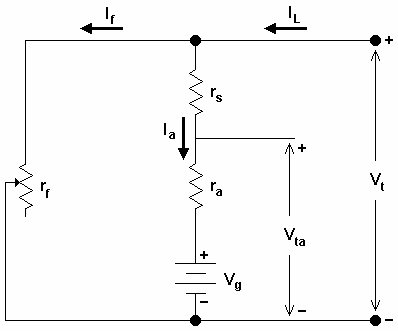 I_f
I_L
+
r_s
I_a
+
r_a
r_f
V_t
V_ta
+
V_g
−
−
−